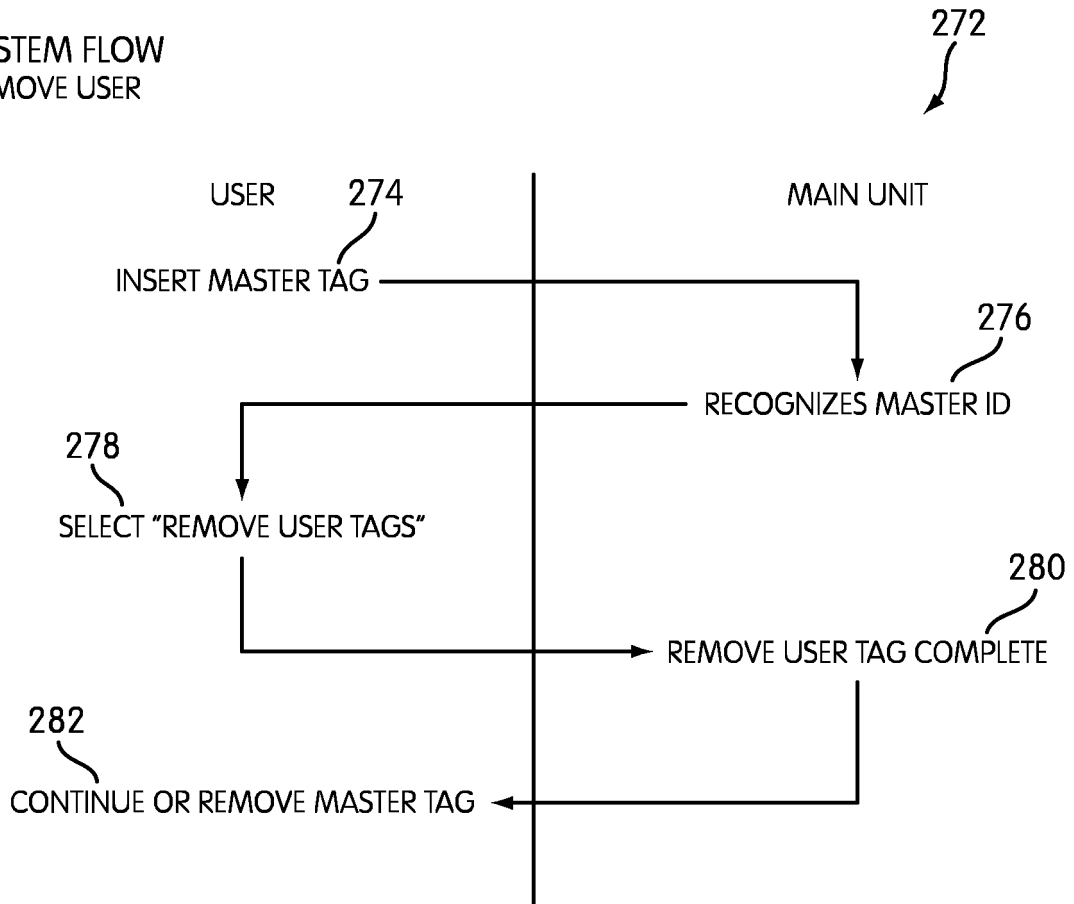 STEM FLOW
MOVE USER
272
USER
274
MAIN UNIT
INSERT MASTER TAG
276
RECOGNIZES MASTER ID
278
SELECT "REMOVE USER TAGS"
280
REMOVE USER TAG COMPLETE
282
CONTINUE OR REMOVE MASTER TAG